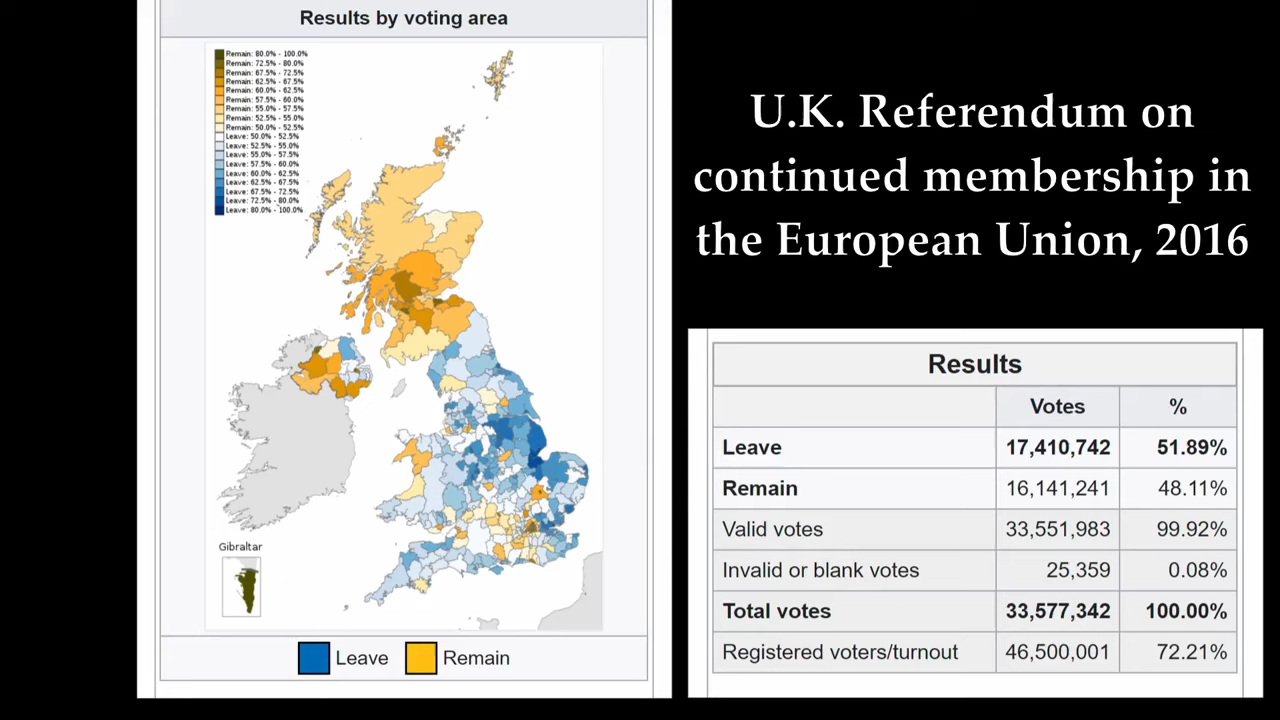 Results by voting area
Remain: 80.0% - 100.0%
Remain: 72.5% - 80.0%
Remain: 67.5% - 72.5%
Remain: 62.5% - 67.5%
Remain: 60.0% - 62.5%
Remain: 57.5% - 60.0%
Remain: 55.0% - 57.5%
Remain: 52.5% - 55.0%
Remain: 50.0% - 52.5%
Leave: 50.0% - 52.5%
Leave: 52.5% - 55.0%
Leave: 55.0% - 57.5%
Leave: 57.5% - 60.0%
Leave: 60.0% - 62.5%
Leave: 62.5% - 67.5%
Leave: 67.5% - 72.5%
Leave: 72.5% - 80.0%
Leave: 80.0% - 100.0%
Gibraltar
Leave Remain
U.K. Referendum on
continued membership in
the European Union, 2016
Results
Votes %
Leave 17,410,742 51.89%
Remain 16,141,241 48.11%
Valid votes 33,551,983 99.92%
Invalid or blank votes 25,359 0.08%
Total votes 33,577,342 100.00%
Registered voters/turnout 46,500,001 72.21%